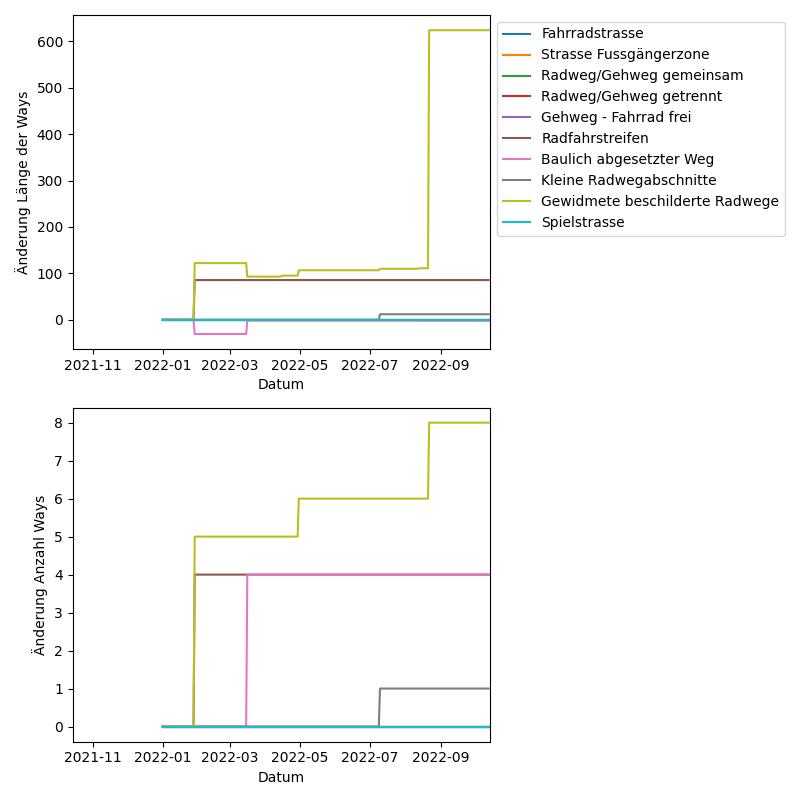 Änderung Länge der Ways
600
500
400
300
200
100
0
2021-11 2022-01 2022-03 2022-05 2022-07 2022-09
Datum
Fahrradstrasse
Strasse Fussgängerzone
Radweg/Gehweg gemeinsam
Radweg/Gehweg getrennt
Gehweg - Fahrrad frei
Radfahrstreifen
Baulich abgesetzter Weg
Kleine Radwegabschnitte
Gewidmete beschilderte Radwege
Spielstrasse
Änderung Anzahl Ways
8
7
6
5
4
3
2
1
0
2021-11 2022-01 2022-03 2022-05 2022-07 2022-09
Datum